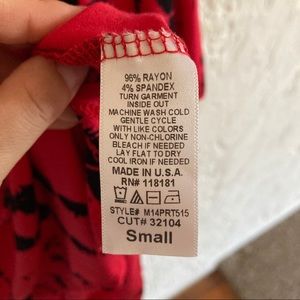 96% RAYON
4% SPANDEX
TURN GARMENT
INSIDE OUT
MACHINE WASH COLD
GENTLE CYCLE
WITH LIKE COLORS
ONLY NON-CHLORINE
BLEACH IF NEEDED
LAY FLAT TO DRY
COOL IRON IF NEEDED
MADE IN U.S.A.
RN# 118181
STYLE# M14PRT515
CUT# 32104
Small